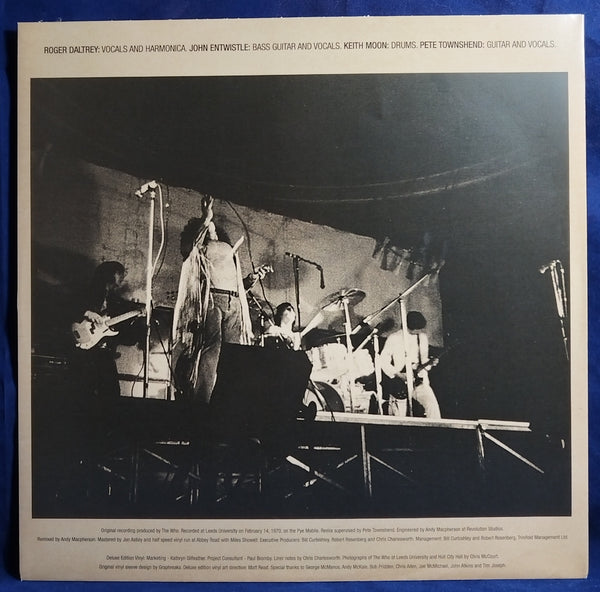 ROGER DALTREY: VOCALS AND HARMONICA. JOHN ENTWISTLE: BASS GUITAR AND VOCALS. KEITH MOON: DRUMS. PETE TOWNSHEND: GUITAR AND VOCALS.
Original recording produced by The Who. Recorded at Leeds University on February 14, 1970, on the Pye Mobile. Remix supervised by Pete Townshend. Engineered by Andy Macpherson at Revolution Studios.
Remixed by Andy Macpherson. Mastered by Jon Astley and half speed vinyl run at Abbey Road with Miles Showell. Executive Producers: Bill Curbishley, Robert Rosenberg and Chris Charlesworth. Management: Bill Curbishley and Robert Rosenberg, Trinifold Management Ltd.
Deluxe Edition Vinyl: Marketing - Kathryn Gilfeather, Project Consultant - Paul Bromby. Liner notes by Chris Charlesworth. Photographs of The Who at Leeds University and Hull City Hall by Chris McCourt.
Original vinyl sleeve design by Graphreaks. Deluxe edition vinyl art direction: Matt Read. Special thanks to George McManus, Andy McKaie, Bob Pridden, Chris Allen, Joe McMichael, John Atkins and Tim Joseph.